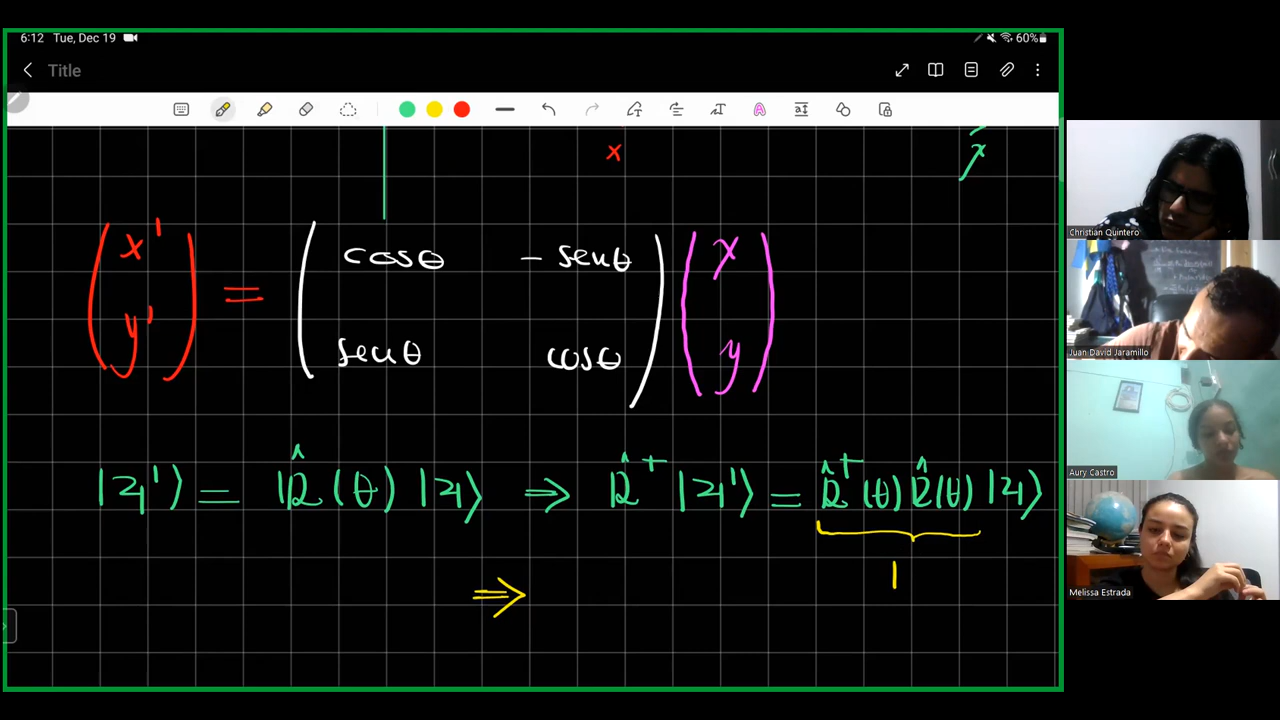 6:12 Tue, Dec 19 60%
Title
x
x
x' = cosθ - senθ x
y' senθ cosθ y
|z'⟩ = R̂(θ) |z⟩ ⇒ R̂† |z'⟩ = R̂†(θ) R̂(θ) |z⟩
1
⇒
Christian Quintero
Juan David Jaramillo
Aury Castro
Melissa Estrada